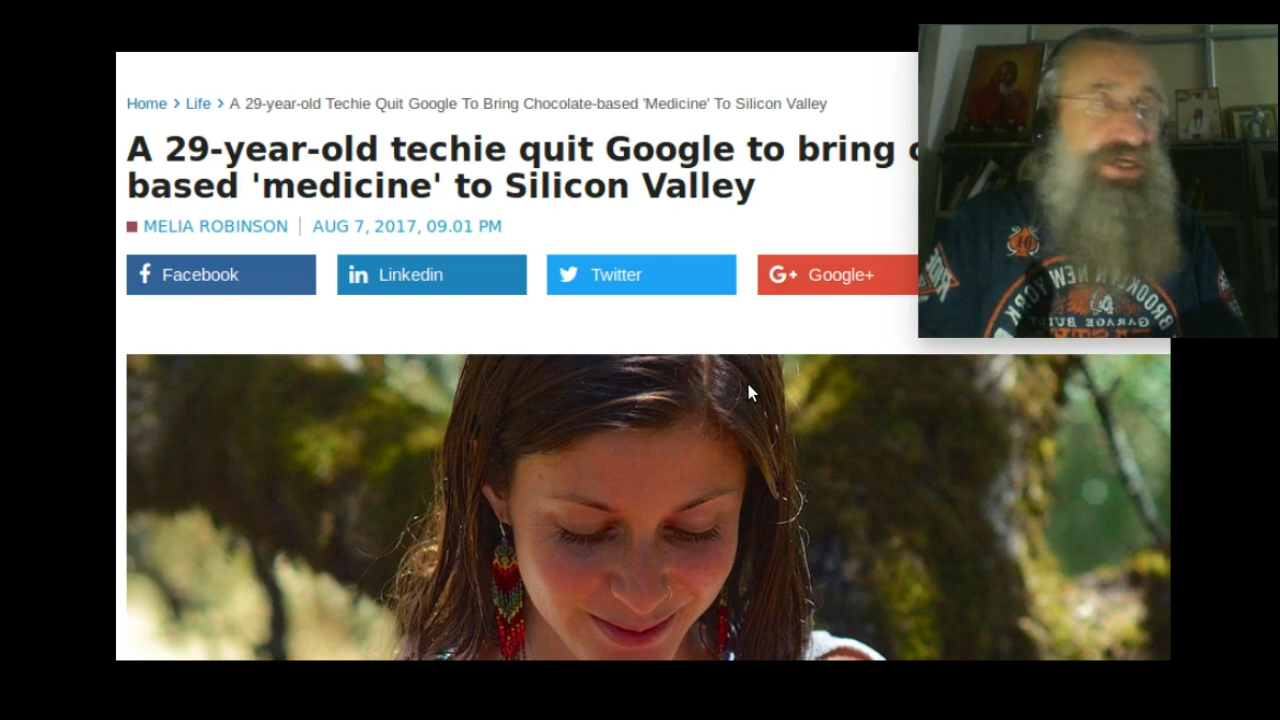 Home › Life › A 29-year-old Techie Quit Google To Bring Chocolate-based 'Medicine' To Silicon Valley
A 29-year-old techie quit Google to bring
based 'medicine' to Silicon Valley
MELIA ROBINSON | AUG 7, 2017, 09.01 PM
Facebook
Linkedin
Twitter
Google+
BROOKLYN NEW YORK
GARAGE BUILT